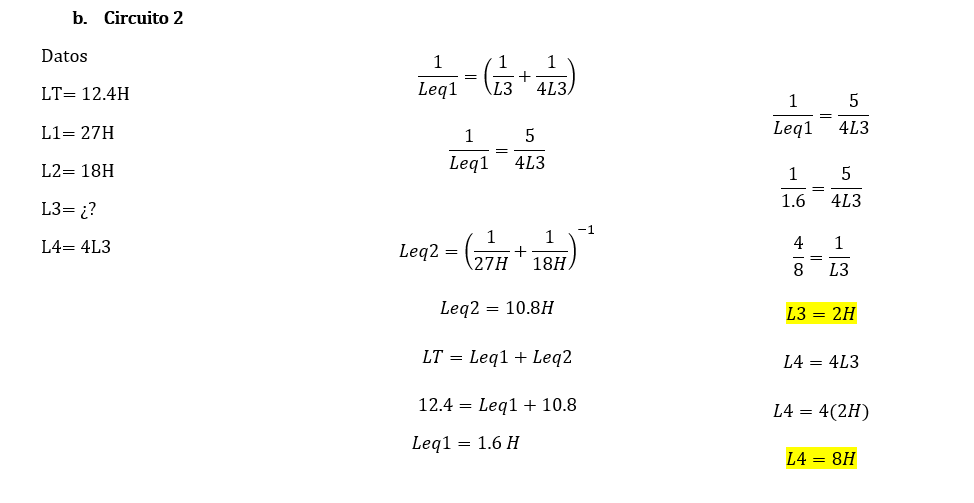 b. Circuito 2
Datos
LT= 12.4H
L1= 27H
L2= 18H
L3= ¿?
L4= 4L3
1/Leq1 = (1/L3 + 1/4L3)
1/Leq1 = 5/4L3
Leq2 = (1/27H + 1/18H)^−1
Leq2 = 10.8H
LT = Leq1 + Leq2
12.4 = Leq1 + 10.8
Leq1 = 1.6 H
1/Leq1 = 5/4L3
1/1.6 = 5/4L3
4/8 = 1/L3
L3 = 2H
L4 = 4L3
L4 = 4(2H)
L4 = 8H